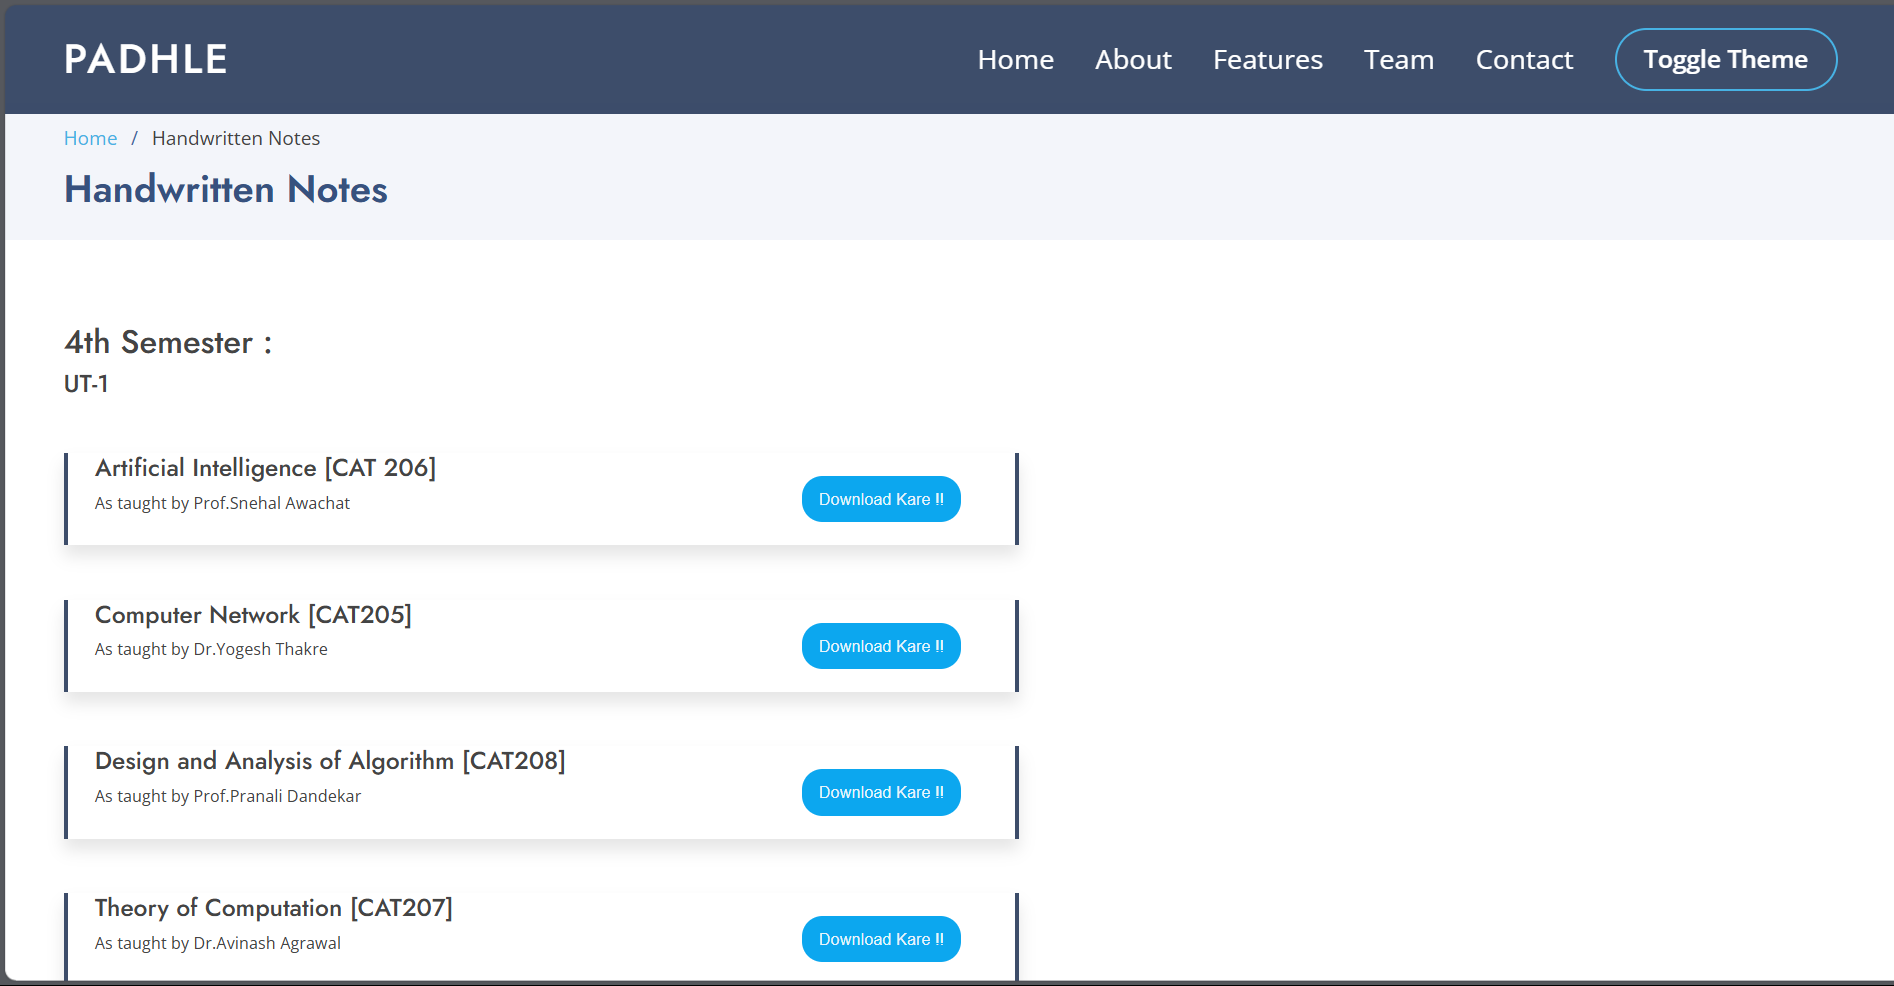 PADHLE
Home About Features Team Contact Toggle Theme
Home / Handwritten Notes
Handwritten Notes
4th Semester :
UT-1
Artificial Intelligence [CAT 206]
As taught by Prof.Snehal Awachat
Download Kare !!
Computer Network [CAT205]
As taught by Dr.Yogesh Thakre
Download Kare !!
Design and Analysis of Algorithm [CAT208]
As taught by Prof.Pranali Dandekar
Download Kare !!
Theory of Computation [CAT207]
As taught by Dr.Avinash Agrawal
Download Kare !!